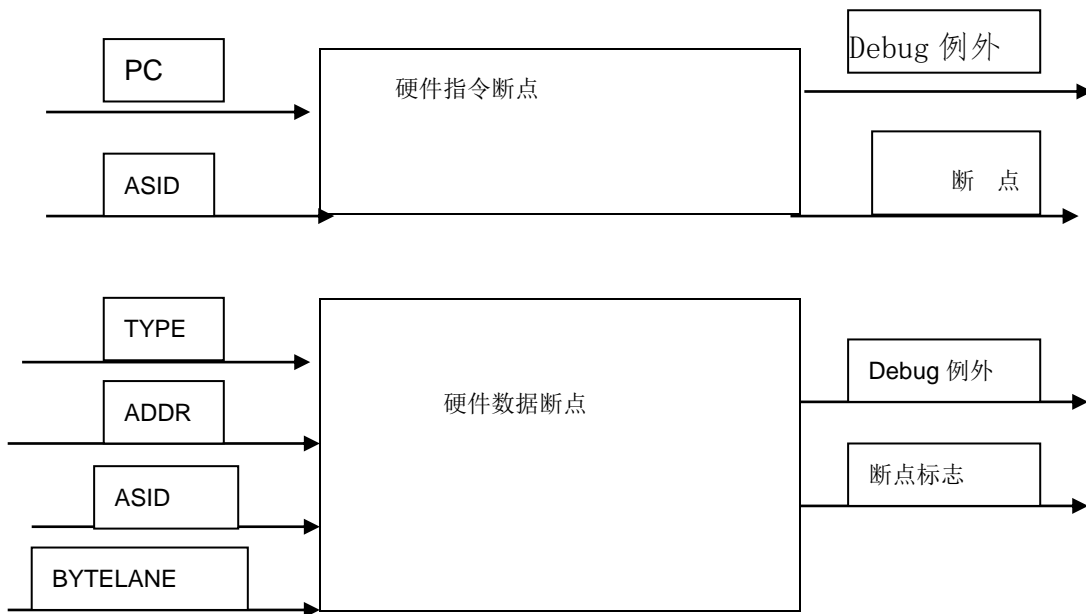 PC
硬件指令断点
Debug 例外
ASID
断 点
TYPE
ADDR
硬件数据断点
Debug 例外
ASID
断点标志
BYTELANE